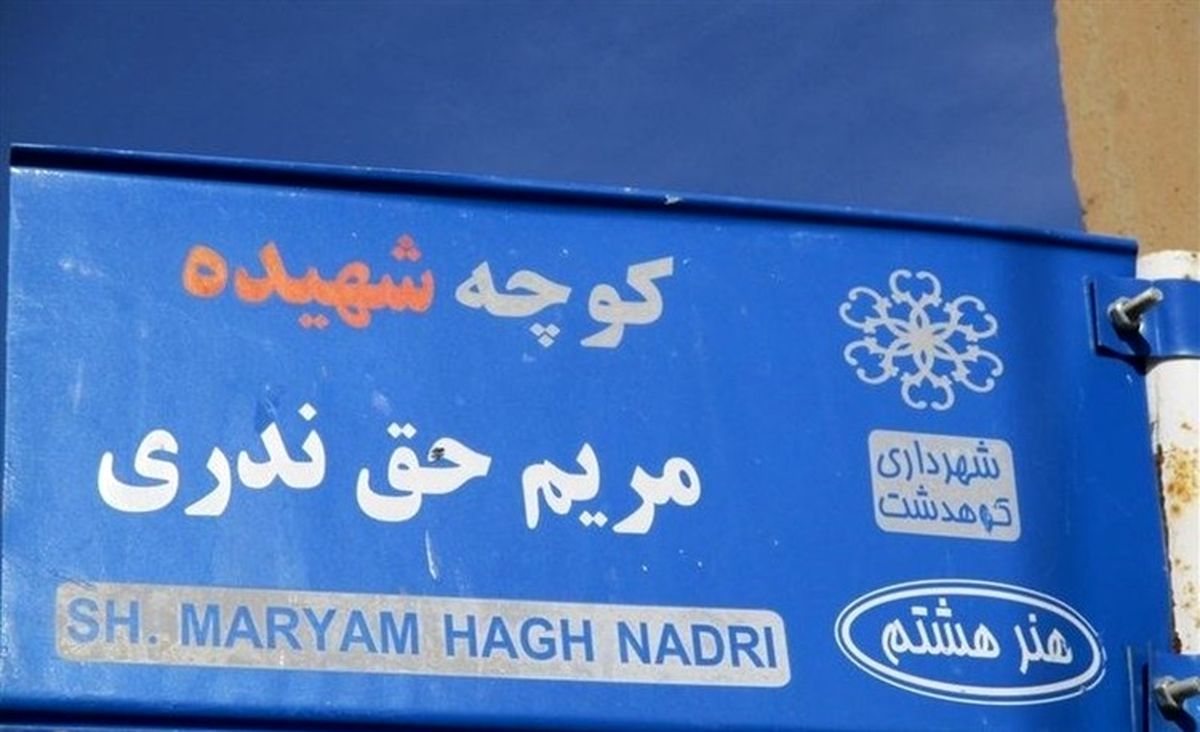 کوچه شهیده
مریم حق ندری
SH. MARYAM HAGH NADRI
شهرداری
کوهدشت
هنر هشتم